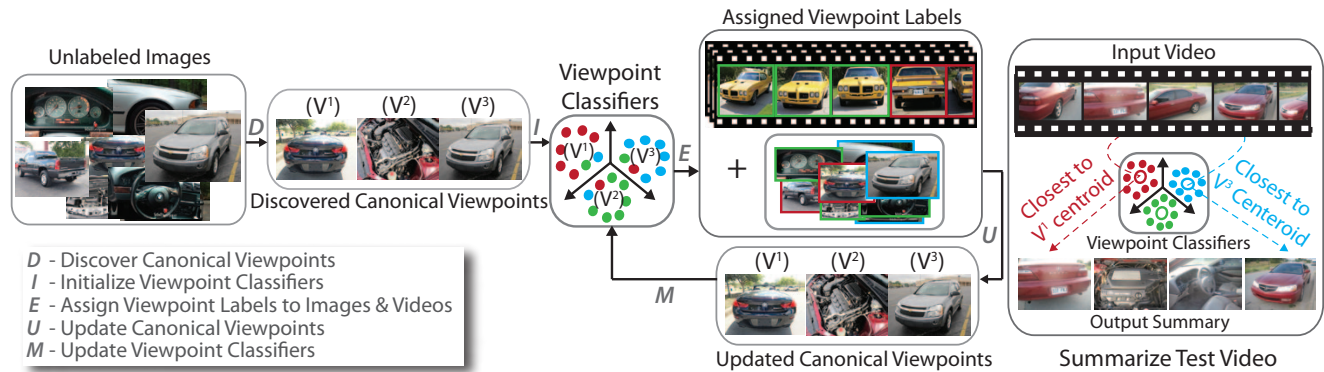 Unlabeled Images
D
(V¹) (V²) (V³)
Discovered Canonical Viewpoints
I
Viewpoint
Classifiers
(V¹)
(V³)
(V²)
E
Assigned Viewpoint Labels
+
U
(V¹) (V²) (V³)
Updated Canonical Viewpoints
M
D - Discover Canonical Viewpoints
I - Initialize Viewpoint Classifiers
E - Assign Viewpoint Labels to Images & Videos
U - Update Canonical Viewpoints
M - Update Viewpoint Classifiers
Input Video
Closest to
V¹ centroid
Closest to
V³ Centeroid
Viewpoint Classifiers
Output Summary
Summarize Test Video